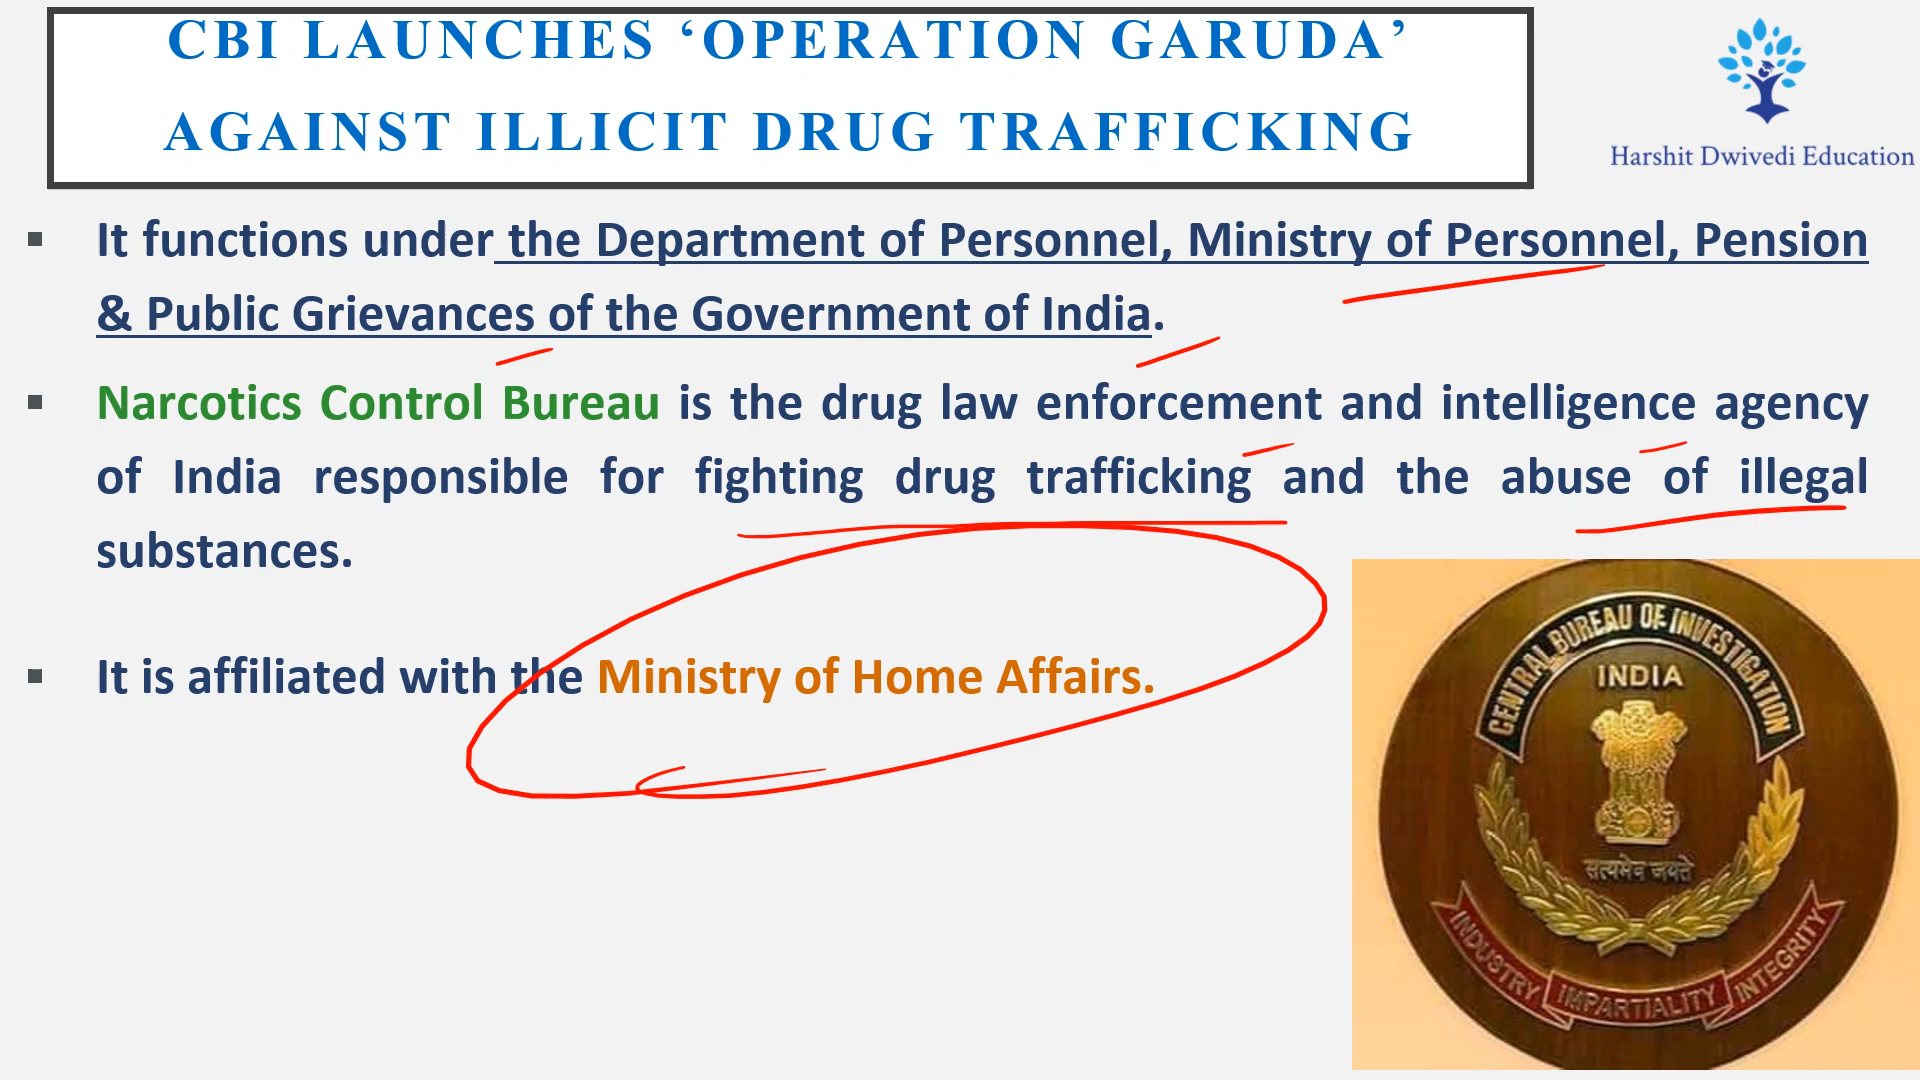 CBI LAUNCHES ‘OPERATION GARUDA’
AGAINST ILLICIT DRUG TRAFFICKING
Harshit Dwivedi Education
▪ It functions under the Department of Personnel, Ministry of Personnel, Pension
& Public Grievances of the Government of India.
▪ Narcotics Control Bureau is the drug law enforcement and intelligence agency
of India responsible for fighting drug trafficking and the abuse of illegal
substances.
▪ It is affiliated with the Ministry of Home Affairs.
CENTRAL BUREAU OF INVESTIGATION
INDIA
सत्यमेव जयते
INDUSTRY IMPARTIALITY INTEGRITY